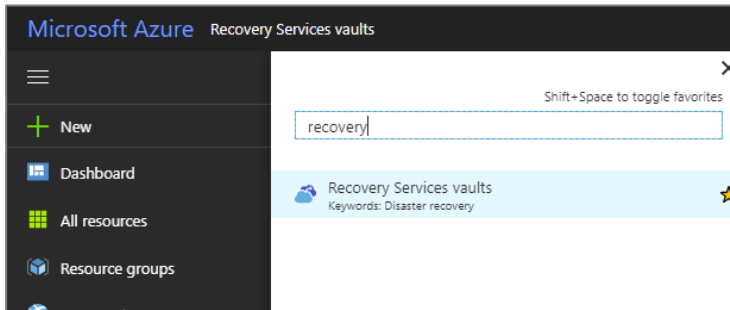 Microsoft Azure Recovery Services vaults
Shift+Space to toggle favorites
recovery
New
Dashboard
All resources
Resource groups
Recovery Services vaults
Keywords: Disaster recovery